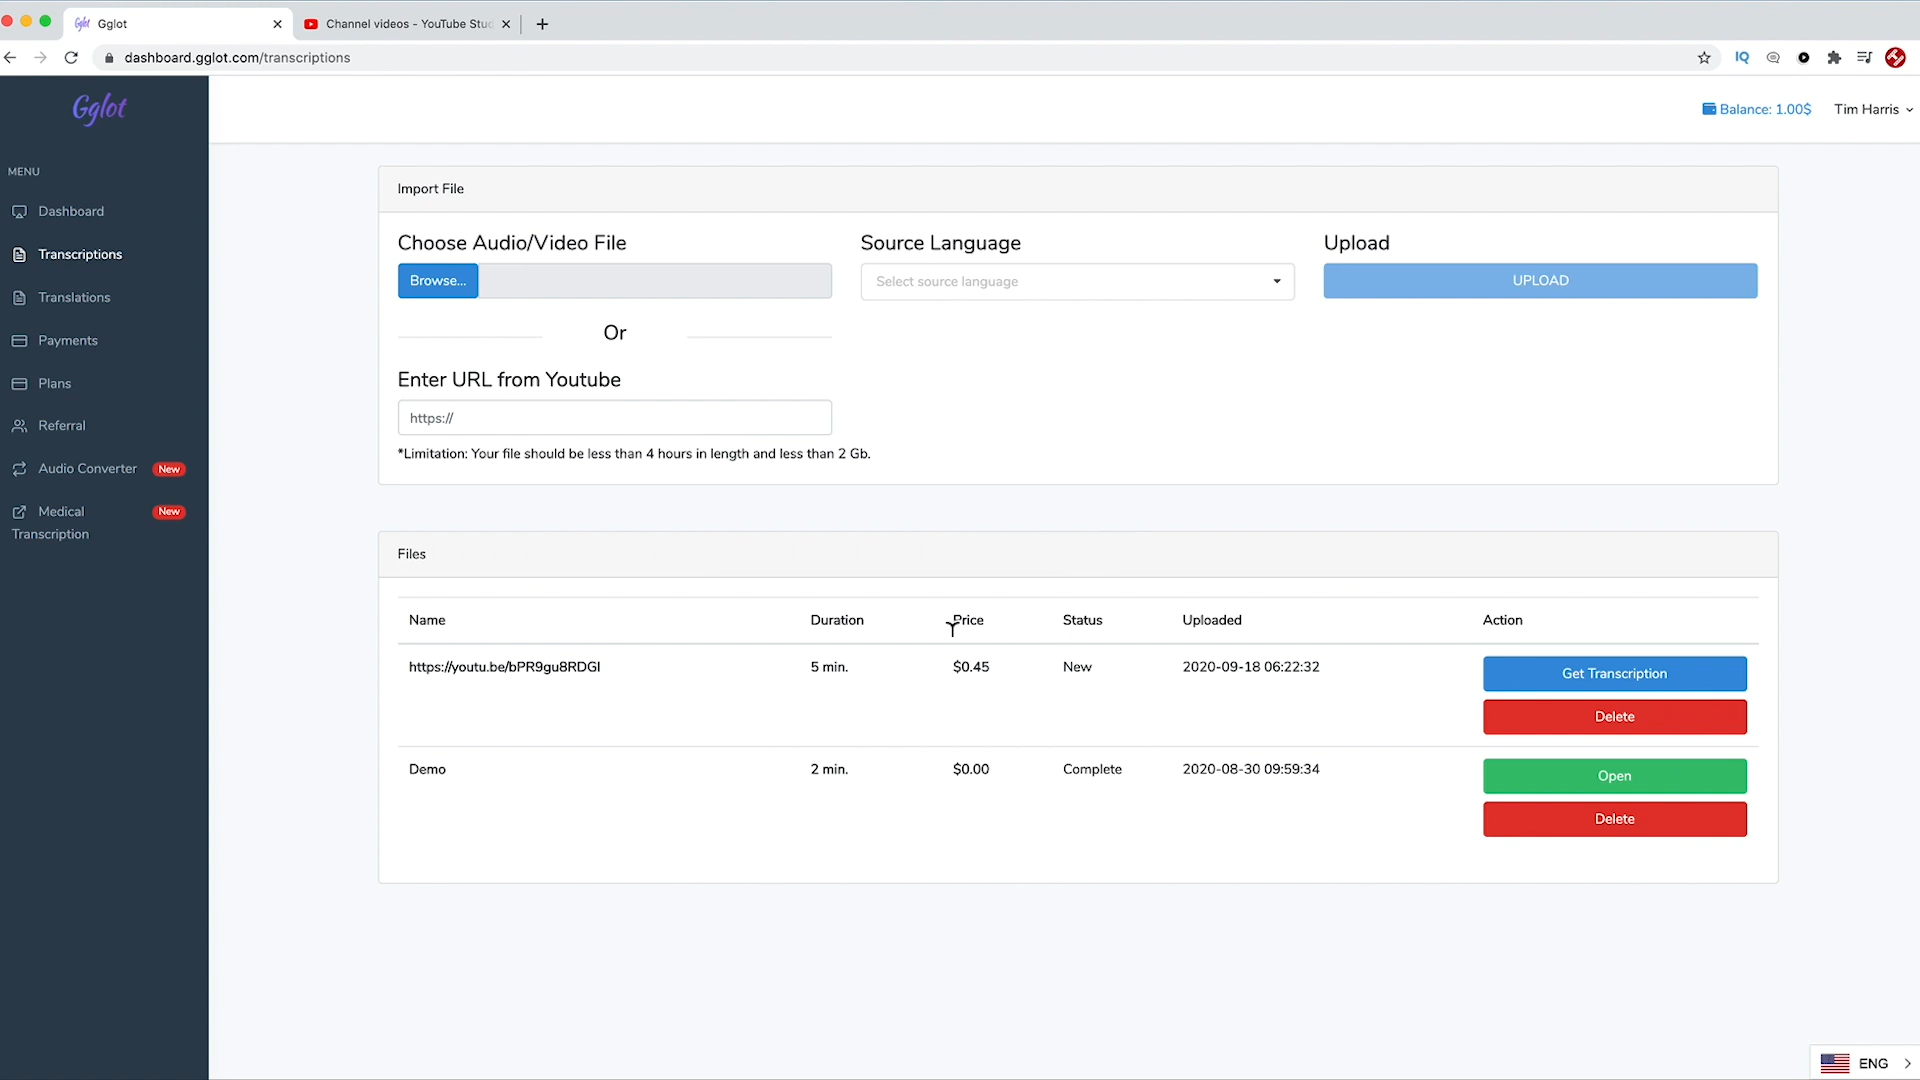 Gglot
Channel videos - YouTube Stu
dashboard.gglot.com/transcriptions
IQ
Gglot
Balance: 1.00$
Tim Harris
MENU
Dashboard
Transcriptions
Translations
Payments
Plans
Referral
Audio Converter New
Medical New
Transcription
Import File
Choose Audio/Video File
Browse...
Or
Enter URL from Youtube
https://
*Limitation: Your file should be less than 4 hours in length and less than 2 Gb.
Source Language
Select source language
Upload
UPLOAD
Files
Name Duration Price Status Uploaded Action
https://youtu.be/bPR9gu8RDGI 5 min. $0.45 New 2020-09-18 06:22:32 Get Transcription
Delete
Demo 2 min. $0.00 Complete 2020-08-30 09:59:34 Open
Delete
ENG